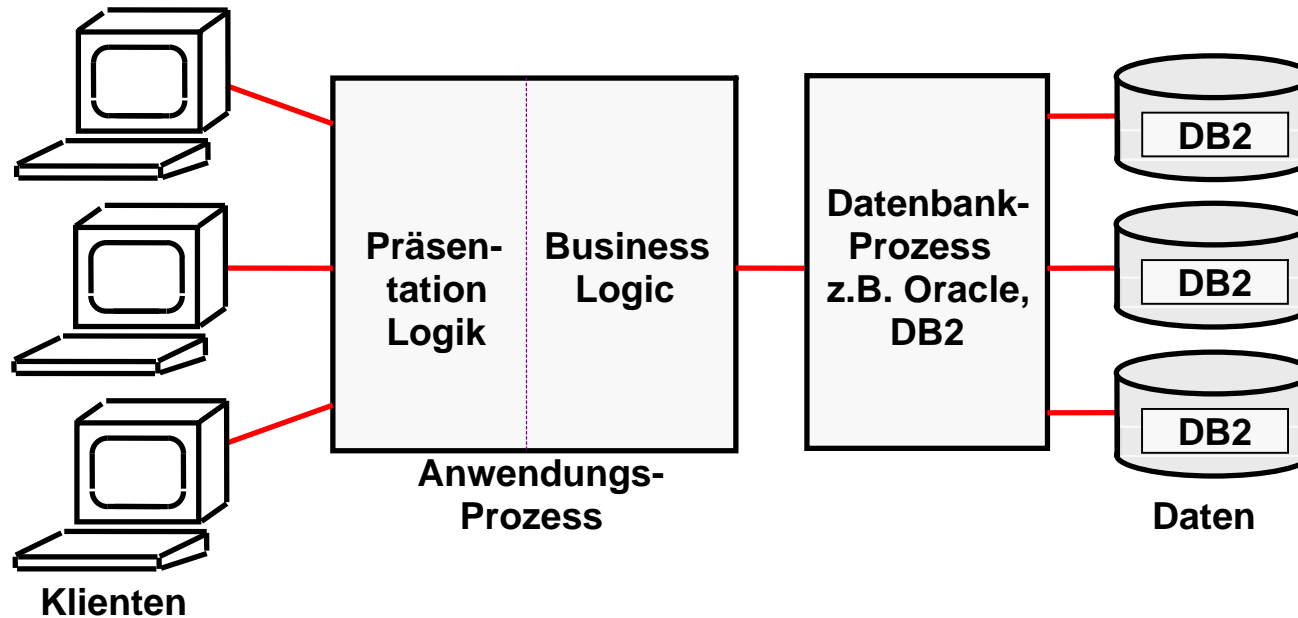 Präsen-
tation
Logik
Business
Logic
Anwendungs-
Prozess
Datenbank-
Prozess
z.B. Oracle,
DB2
DB2
DB2
DB2
Daten
Klienten